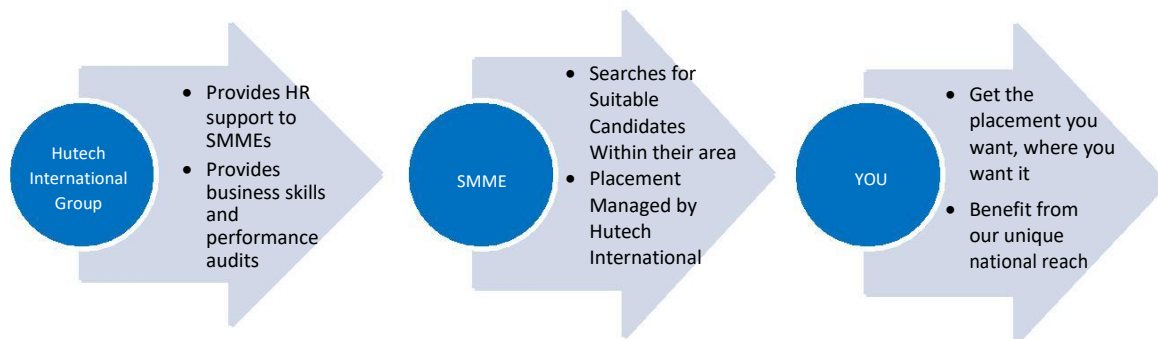 Hutech
International
Group
• Provides HR
support to
SMMEs
• Provides
business skills
and
performance
audits
SMME
• Searches for
Suitable
Candidates
Within their area
• Placement
Managed by
Hutech
International
YOU
• Get the
placement you
want, where you
want it
• Benefit from
our unique
national reach